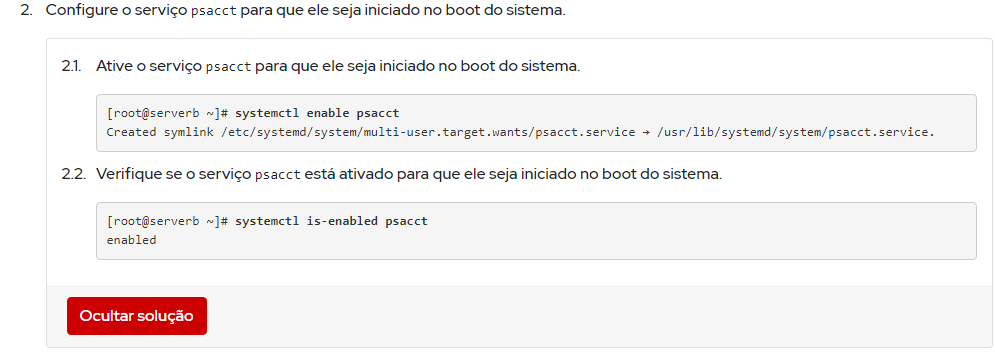 2. Configure o serviço psacct para que ele seja iniciado no boot do sistema.
2.1. Ative o serviço psacct para que ele seja iniciado no boot do sistema.
[root@serverb ~]# systemctl enable psacct
Created symlink /etc/systemd/system/multi-user.target.wants/psacct.service → /usr/lib/systemd/system/psacct.service.
2.2. Verifique se o serviço psacct está ativado para que ele seja iniciado no boot do sistema.
[root@serverb ~]# systemctl is-enabled psacct
enabled
Ocultar solução